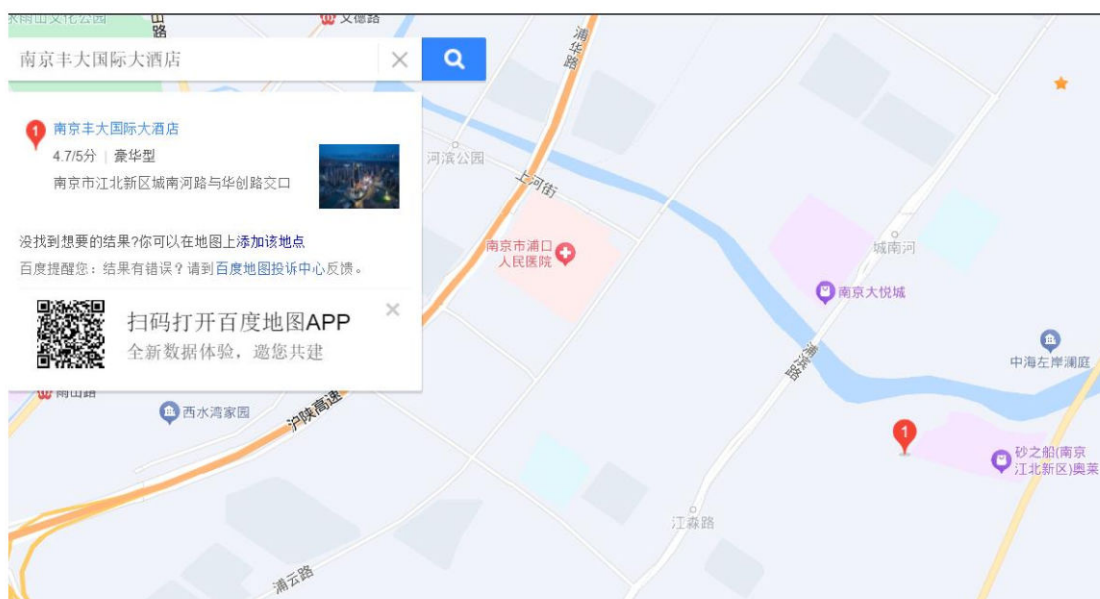 文德路
南京丰大国际大酒店
浦华路
南京丰大国际大酒店
4.7/5分 | 豪华型
南京市江北新区城南河路与华创路交口
没找到想要的结果?你可以在地图上添加该地点
百度提醒您：结果有错误？请到百度地图投诉中心反馈。
扫码打开百度地图APP
全新数据体验，邀您共建
河滨公园
上河街
南京市浦口
人民医院
城南河
南京大悦城
浦滨路
中海左岸澜庭
雨山路
西水湾家园
沪陕高速
1
1
砂之船(南京
江北新区)奥莱
江淼路
浦云路